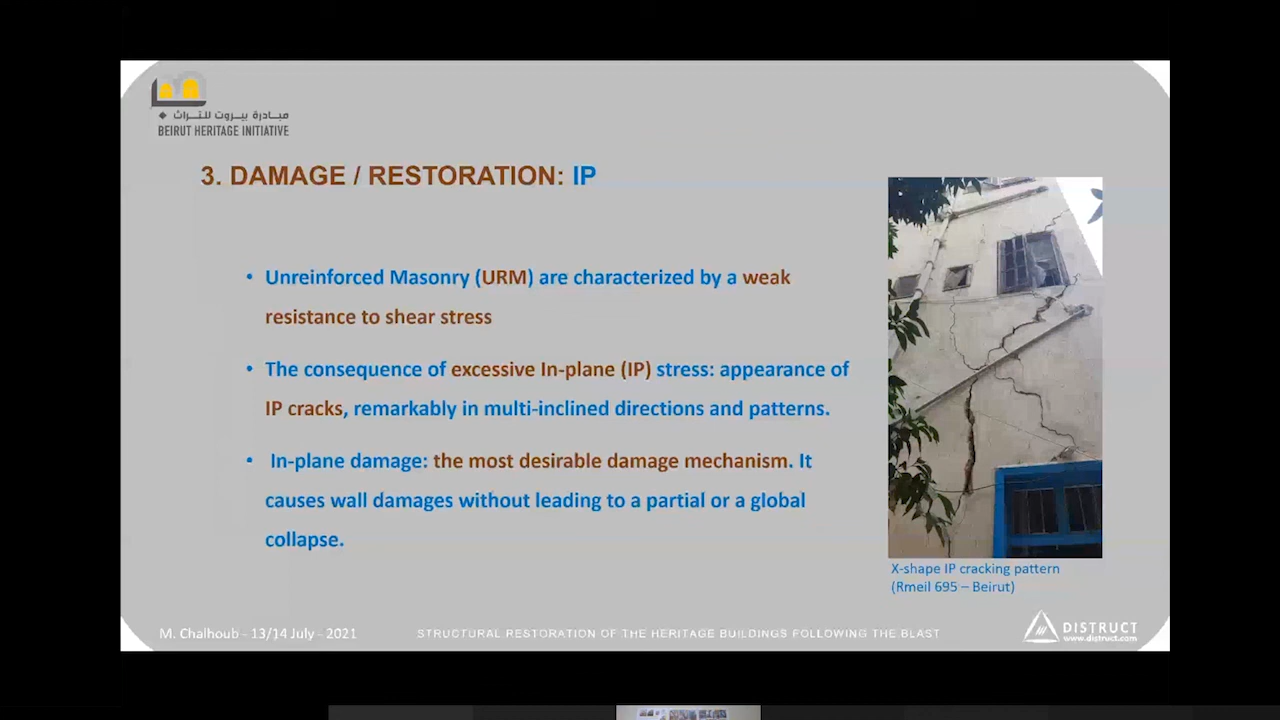 مبادرة بيروت للتراث
BEIRUT HERITAGE INITIATIVE
3. DAMAGE / RESTORATION: IP
• Unreinforced Masonry (URM) are characterized by a weak
resistance to shear stress
• The consequence of excessive In-plane (IP) stress: appearance of
IP cracks, remarkably in multi-inclined directions and patterns.
• In-plane damage: the most desirable damage mechanism. It
causes wall damages without leading to a partial or a global
collapse.
X-shape IP cracking pattern
(Rmeil 695 – Beirut)
M. Chalhoub - 13/14 July - 2021
STRUCTURAL RESTORATION OF THE HERITAGE BUILDINGS FOLLOWING THE BLAST
DISTRUCT
www.distruct.com